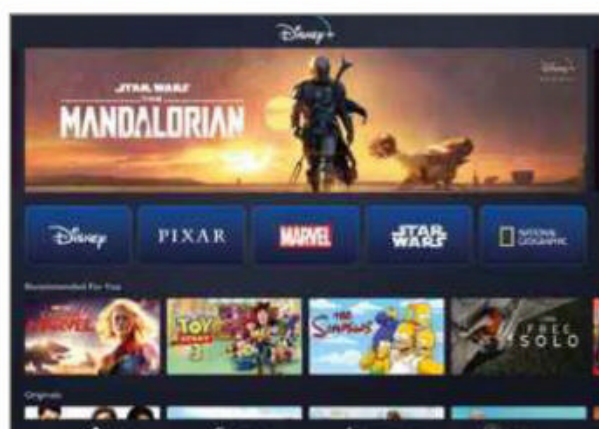 Disney+
STAR WARS
THE
MANDALORIAN
Disney+
Disney
PIXAR
MARVEL
STAR WARS
NATIONAL GEOGRAPHIC
Recommended For You
MARVEL
TOY STORY 3
THE SIMPSONS
FREE SOLO
Originals